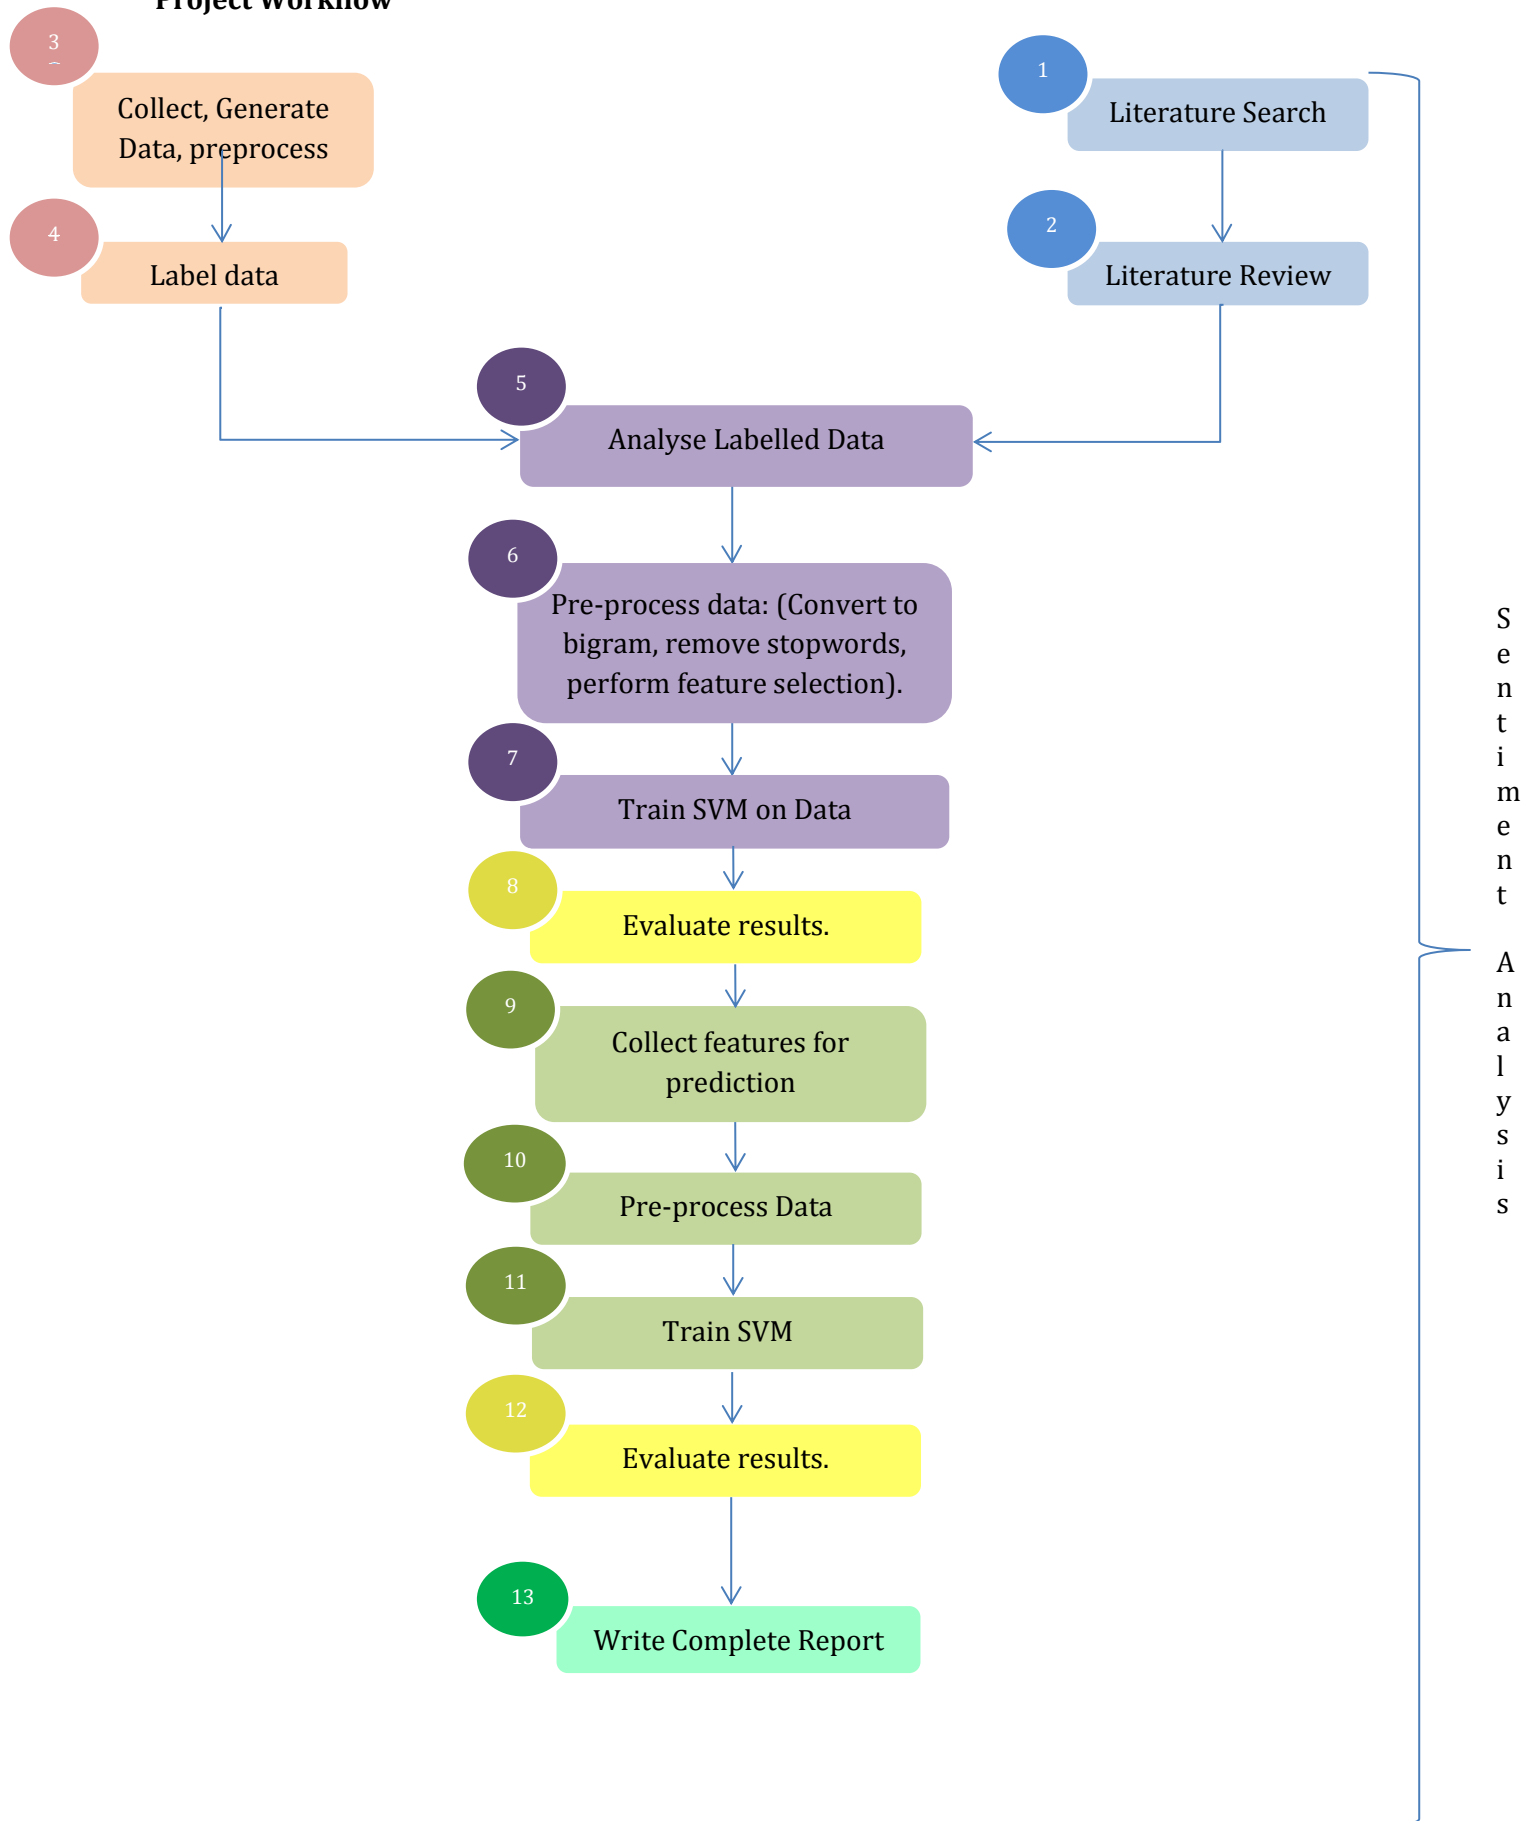 Project Workflow
3
Collect, Generate
Data, preprocess
4
Label data
1
Literature Search
2
Literature Review
5
Analyse Labelled Data
6
Pre-process data: (Convert to
bigram, remove stopwords,
perform feature selection).
7
Train SVM on Data
8
Evaluate results.
9
Collect features for
prediction
10
Pre-process Data
11
Train SVM
12
Evaluate results.
13
Write Complete Report
S
e
n
t
i
m
e
n
t
A
n
a
l
y
s
i
s